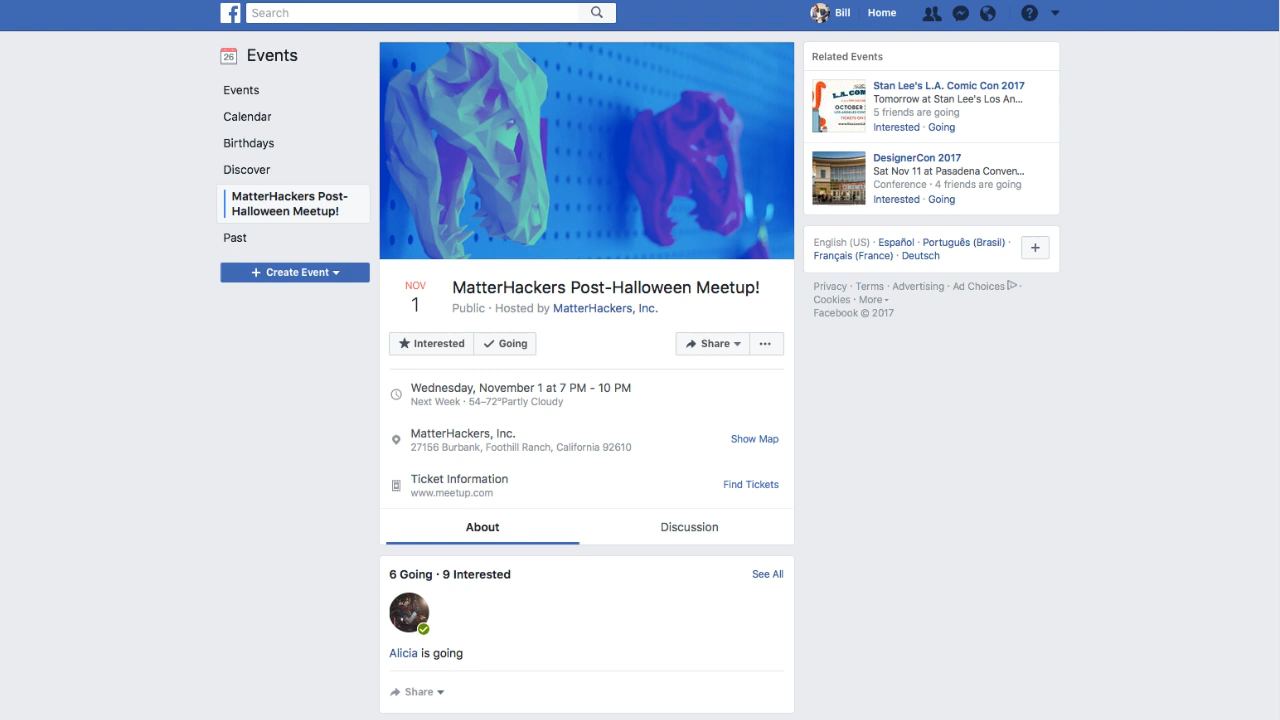 Search
Bill
Home
26
Events
Events
Calendar
Birthdays
Discover
MatterHackers Post-
Halloween Meetup!
Past
+ Create Event
NOV
1
MatterHackers Post-Halloween Meetup!
Public · Hosted by MatterHackers, Inc.
Interested
Going
Share
Wednesday, November 1 at 7 PM - 10 PM
Next Week · 54–72°Partly Cloudy
MatterHackers, Inc.
27156 Burbank, Foothill Ranch, California 92610
Show Map
Ticket Information
www.meetup.com
Find Tickets
About
Discussion
6 Going · 9 Interested
See All
Alicia is going
Share
Related Events
L.A. CON
OCTOBER
Stan Lee's L.A. Comic Con 2017
Tomorrow at Stan Lee's Los An...
5 friends are going
Interested · Going
DesignerCon 2017
Sat Nov 11 at Pasadena Conven...
Conference · 4 friends are going
Interested · Going
English (US) · Español · Português (Brasil) ·
Français (France) · Deutsch
+
Privacy · Terms · Advertising · Ad Choices ·
Cookies · More
Facebook © 2017